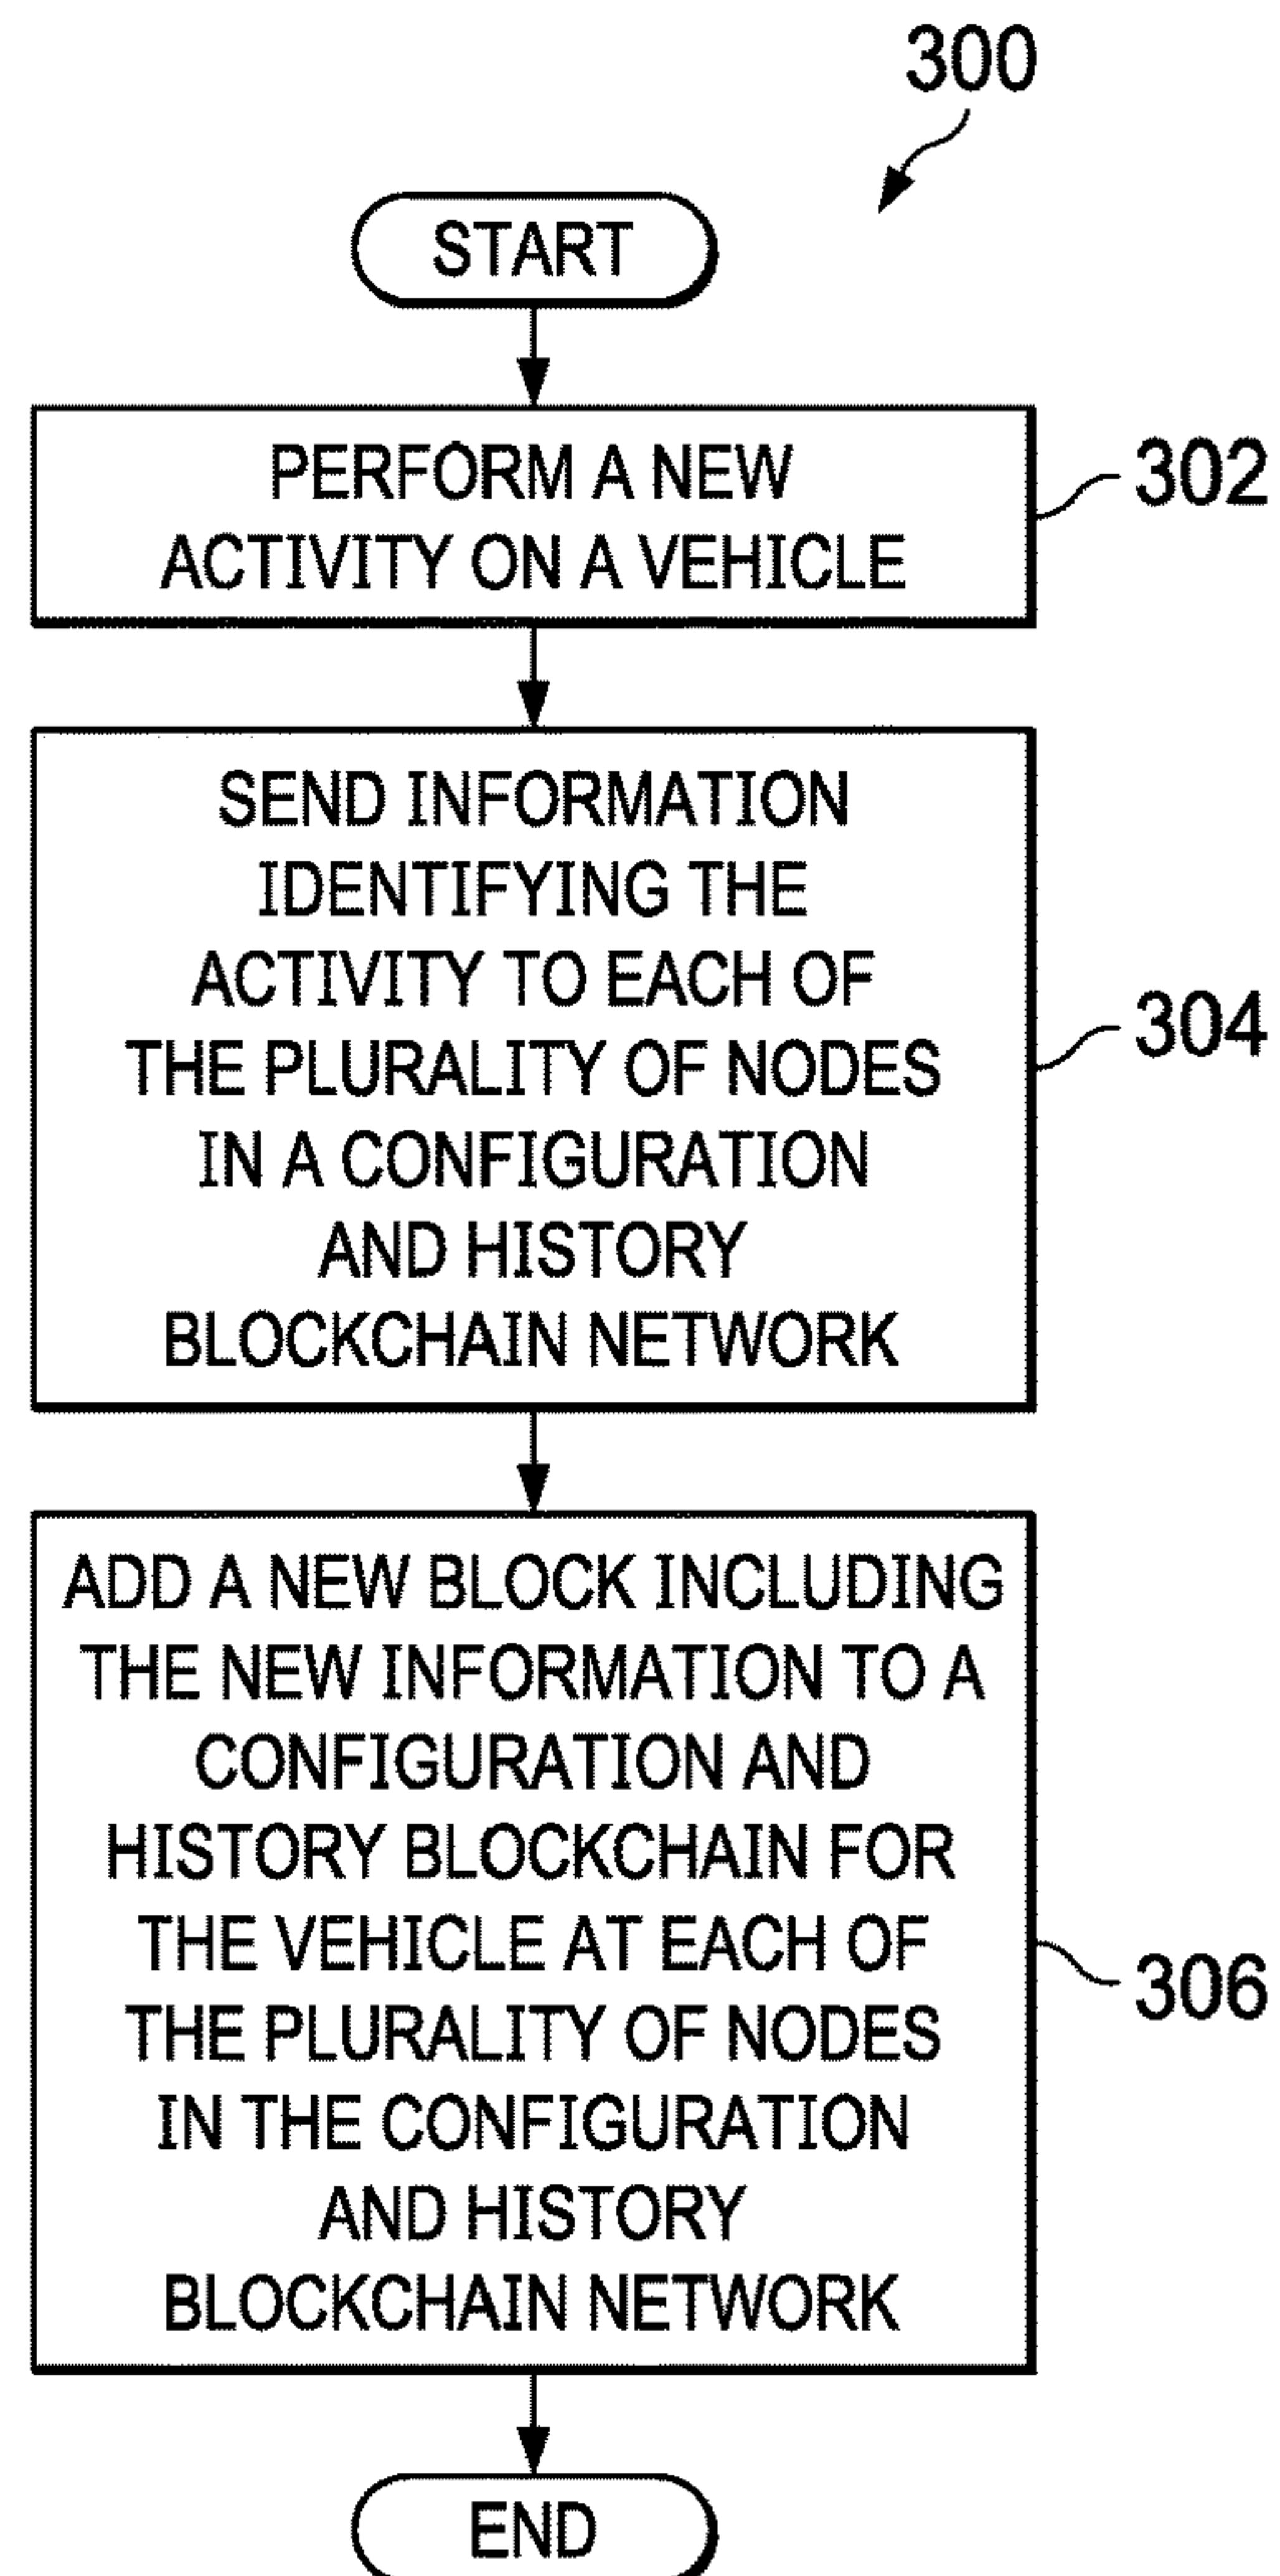 300
START
PERFORM A NEW
ACTIVITY ON A VEHICLE
302
SEND INFORMATION
IDENTIFYING THE
ACTIVITY TO EACH OF
THE PLURALITY OF NODES
IN A CONFIGURATION
AND HISTORY
BLOCKCHAIN NETWORK
304
ADD A NEW BLOCK INCLUDING
THE NEW INFORMATION TO A
CONFIGURATION AND
HISTORY BLOCKCHAIN FOR
THE VEHICLE AT EACH OF
THE PLURALITY OF NODES
IN THE CONFIGURATION
AND HISTORY
BLOCKCHAIN NETWORK
306
END